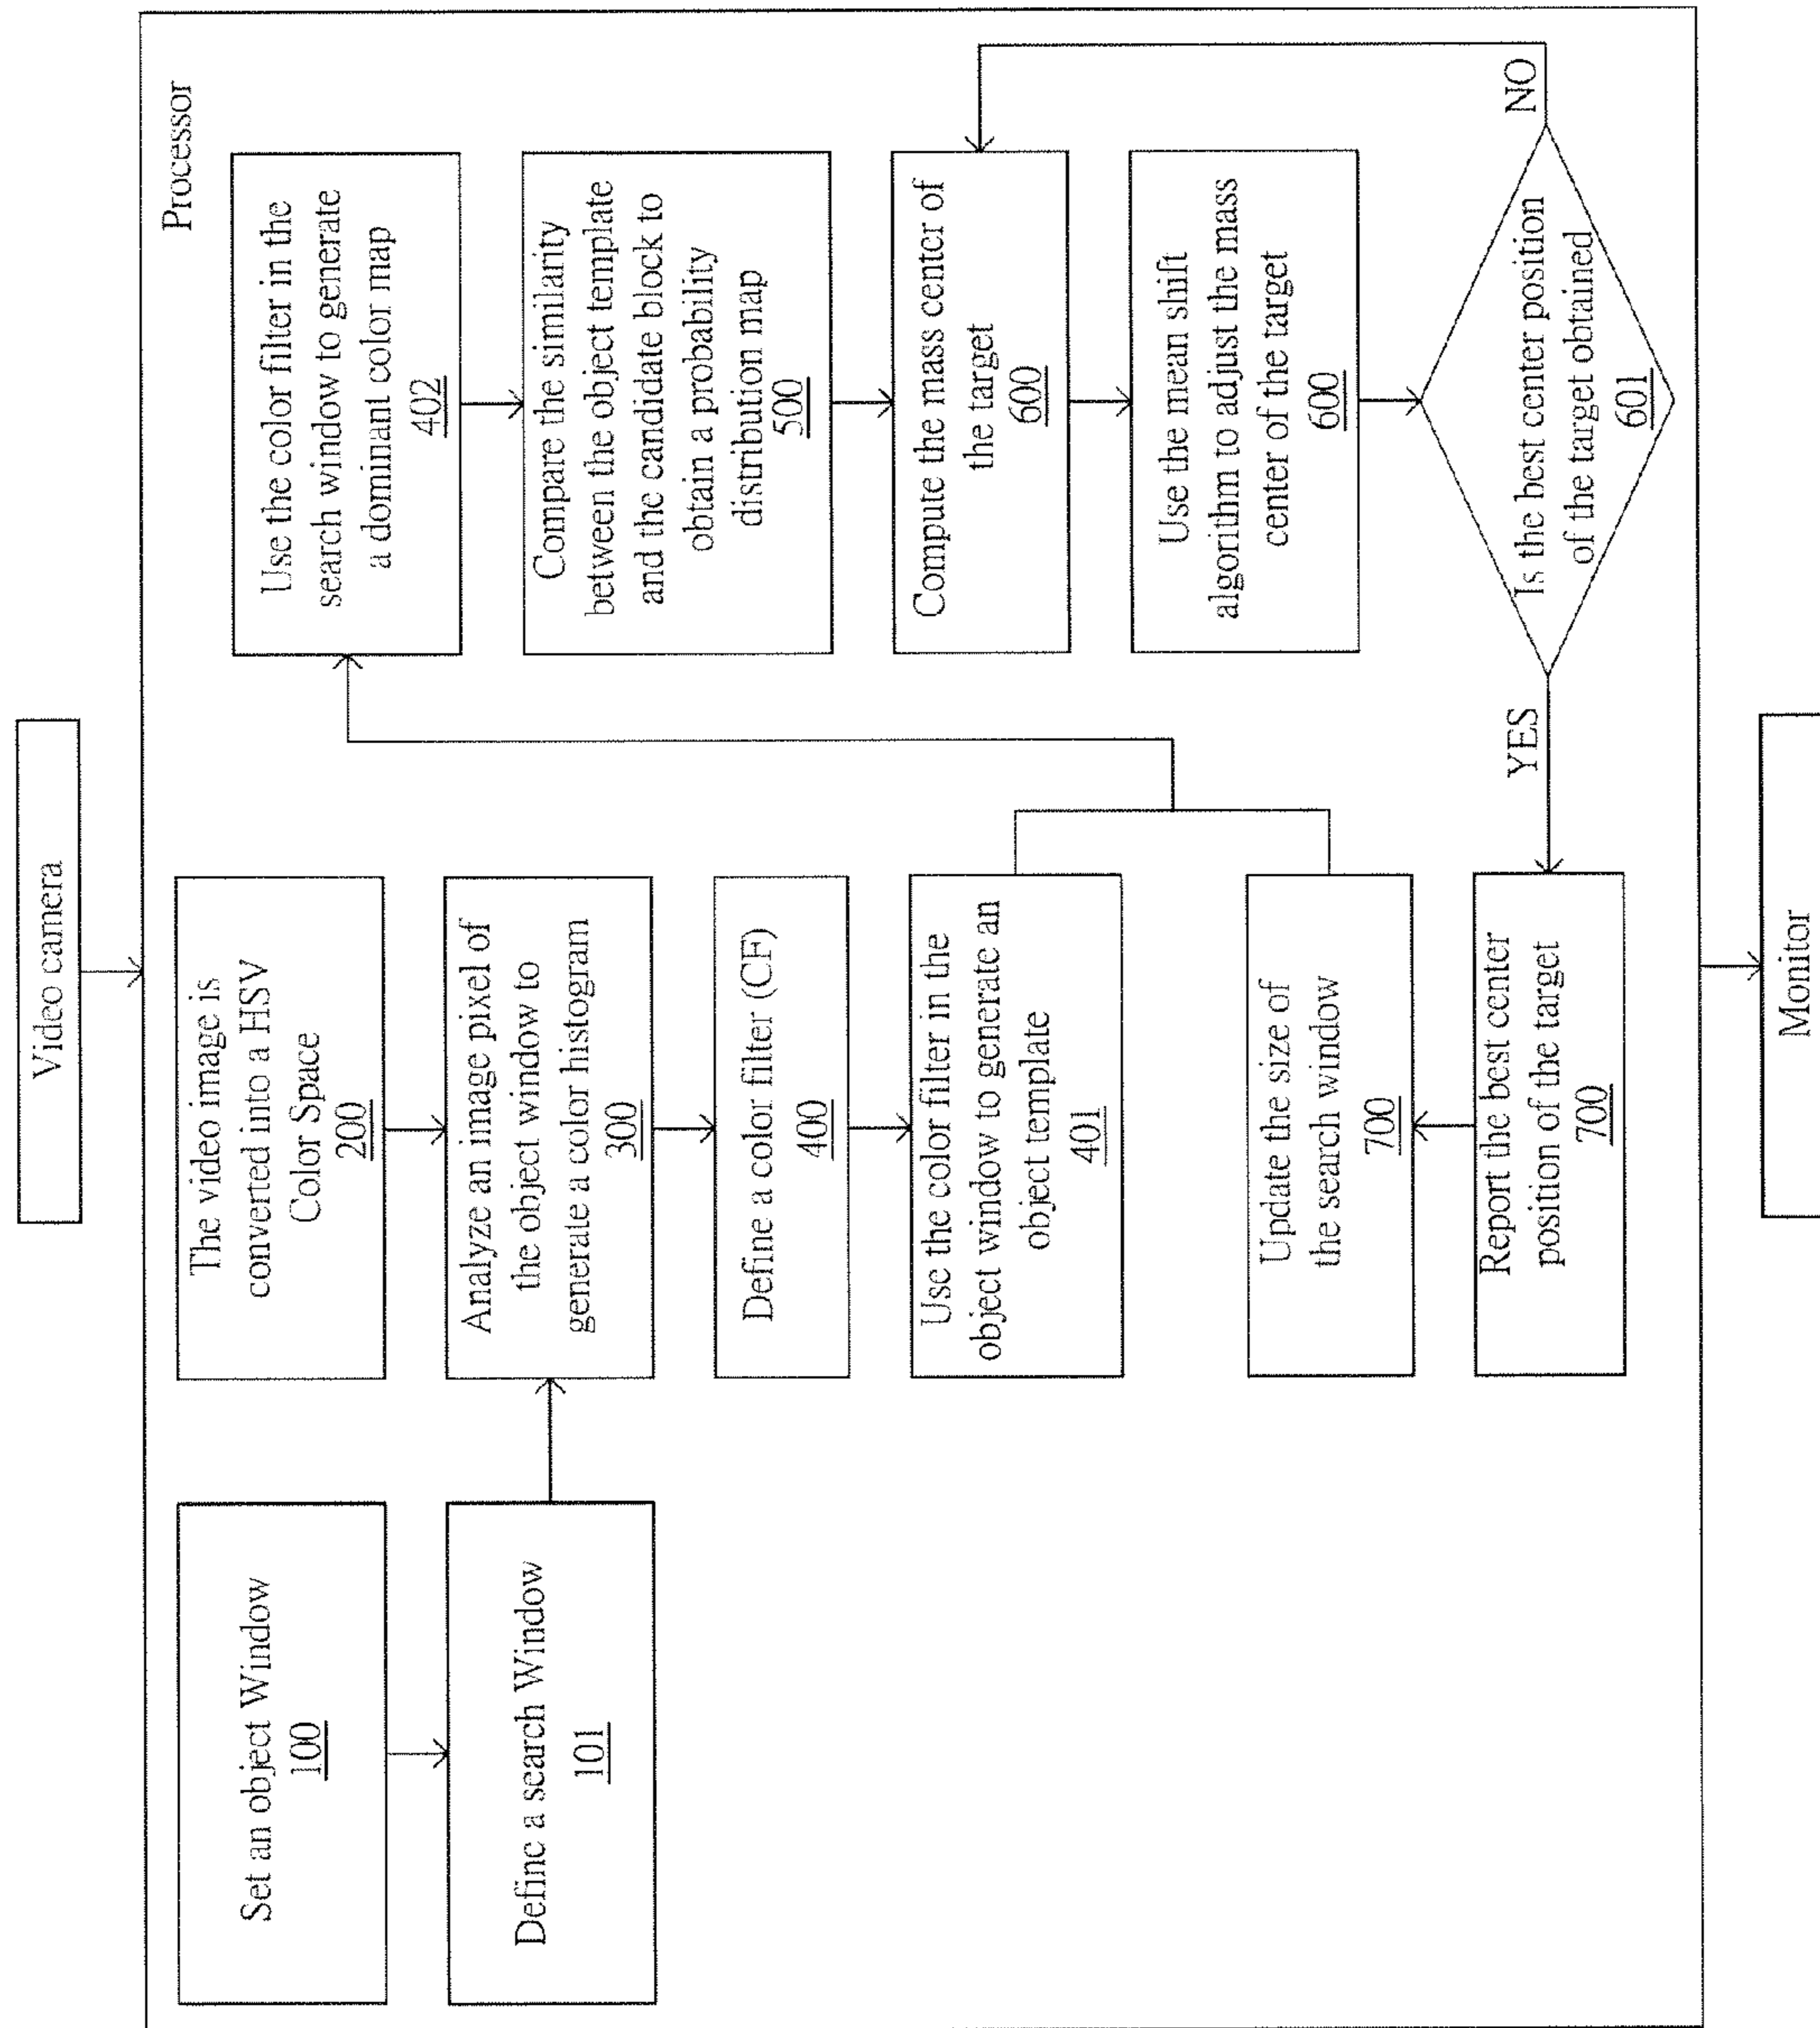 Video camera
Processor
Set an object Window
100
Define a search Window
101
The video image is
converted into a HSV
Color Space
200
Analyze an image pixel of
the object window to
generate a color histogram
300
Define a color filter (CF)
400
Use the color filter in the
object window to generate an
object template
401
Update the size of
the search window
700
Report the best center
position of the target
700
Use the color filter in the
search window to generate
a dominant color map
402
Compare the similarity
between the object template
and the candidate block to
obtain a probability
distribution map
500
Compute the mass center of
the target
600
Use the mean shift
algorithm to adjust the mass
center of the target
600
Is the best center position
of the target obtained
601
YES
NO
Monitor